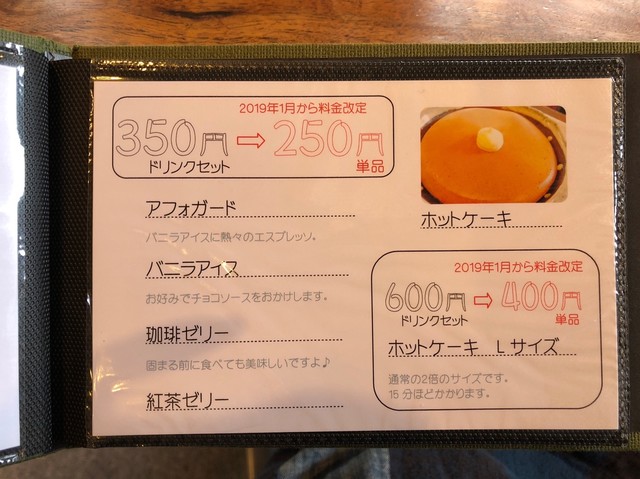 2019年1月から料金改定
350円⇨250円
ドリンクセット 単品
アフォガード
バニラアイスに熱々のエスプレッソ。
バニラアイス
お好みでチョコソースをおかけします。
珈琲ゼリー
固まる前に食べても美味しいですよ♪
紅茶ゼリー
ホットケーキ
2019年1月から料金改定
600円⇨400円
ドリンクセット 単品
ホットケーキ Lサイズ
通常の2倍のサイズです。
15分ほどかかります。